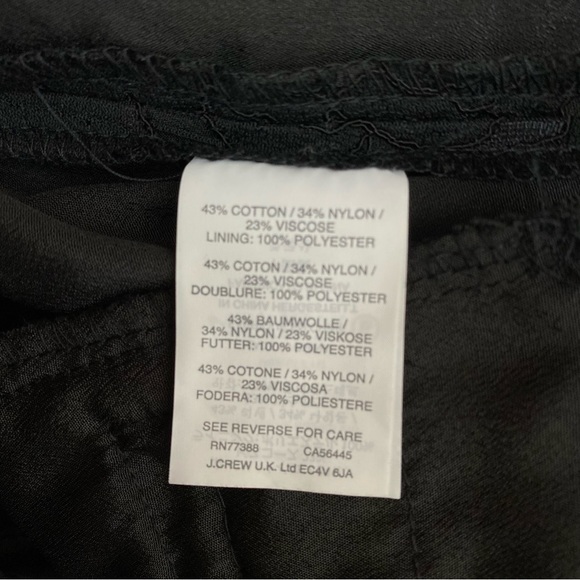 43% COTTON / 34% NYLON /
23% VISCOSE
LINING: 100% POLYESTER
43% COTON / 34% NYLON /
23% VISCOSE
DOUBLURE: 100% POLYESTER
43% BAUMWOLLE /
34% NYLON / 23% VISKOSE
FUTTER: 100% POLYESTER
43% COTONE / 34% NYLON /
23% VISCOSA
FODERA: 100% POLIESTERE
SEE REVERSE FOR CARE
RN77388 CA56445
J.CREW U.K. Ltd EC4V 6JA